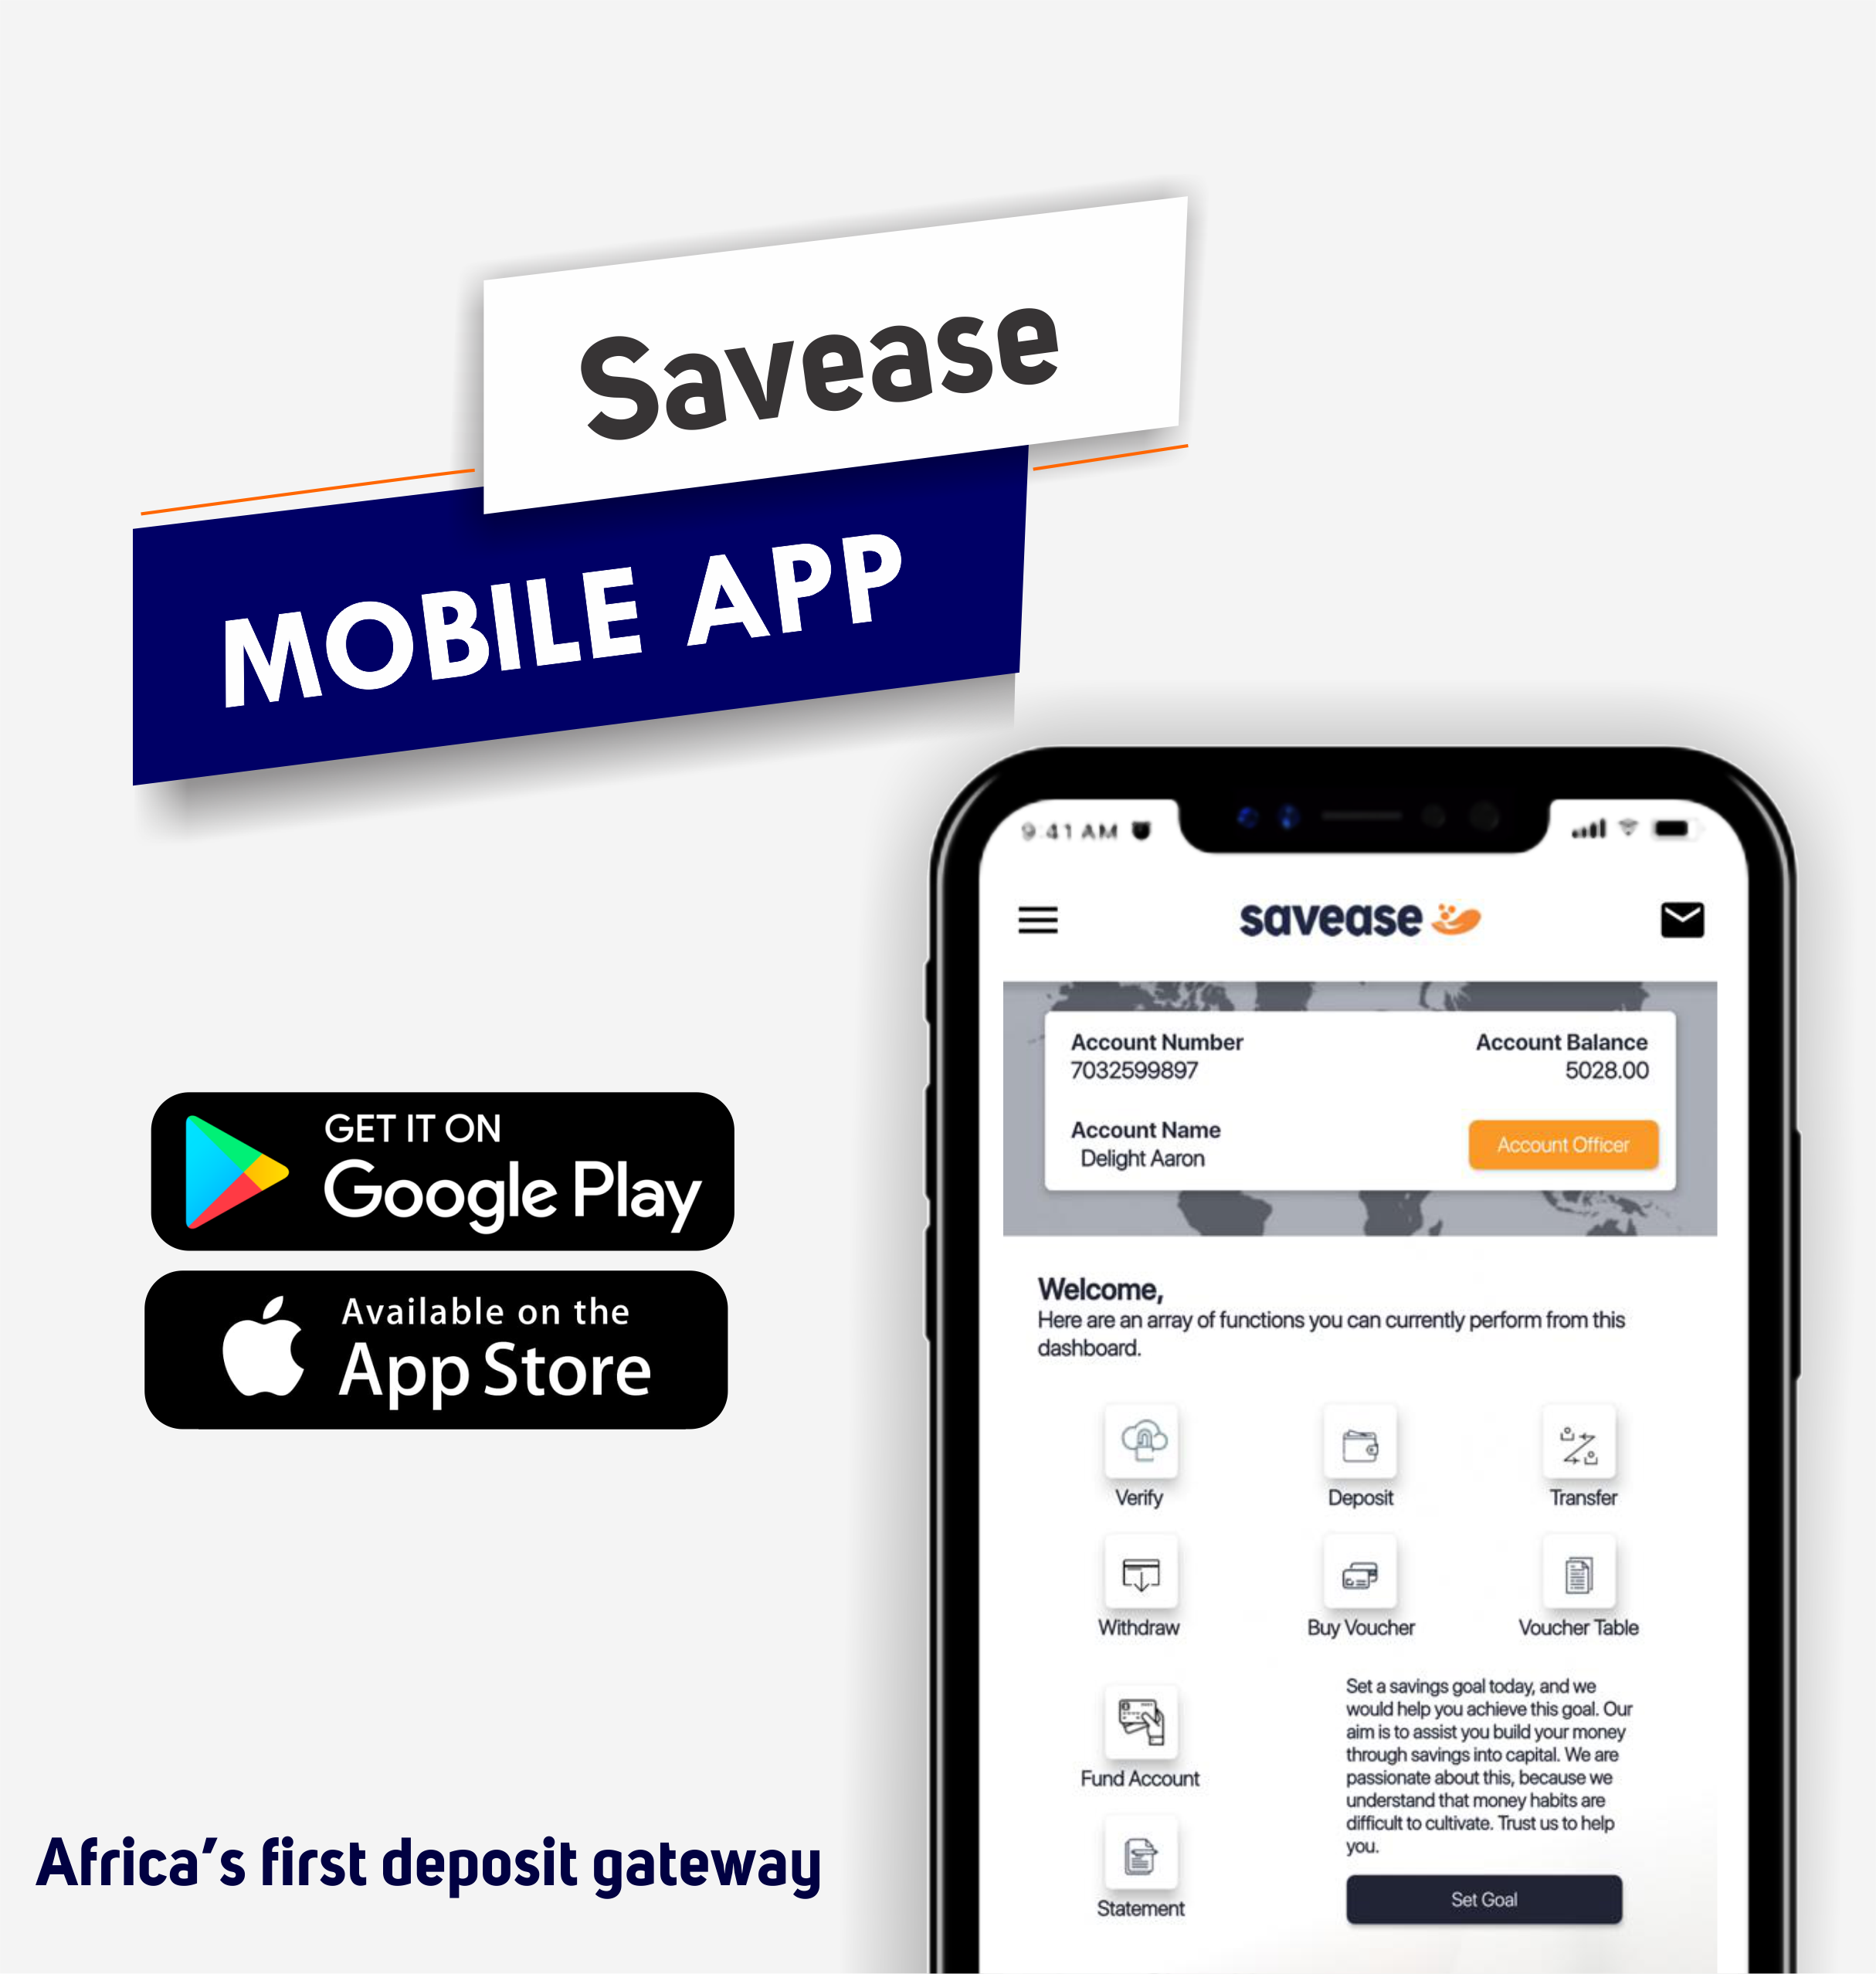 Savease
MOBILE APP
GET IT ON
Google Play
Available on the
App Store
Africa's first deposit gateway
9:41 AM
savease
Account Number
7032599897
Account Balance
5028.00
Account Name
Delight Aaron
Account Officer
Welcome,
Here are an array of functions you can currently perform from this
dashboard.
Verify
Deposit
Transfer
Withdraw
Buy Voucher
Voucher Table
Fund Account
Statement
Set a savings goal today, and we
would help you achieve this goal. Our
aim is to assist you build your money
through savings into capital. We are
passionate about this, because we
understand that money habits are
difficult to cultivate. Trust us to help
you.
Set Goal